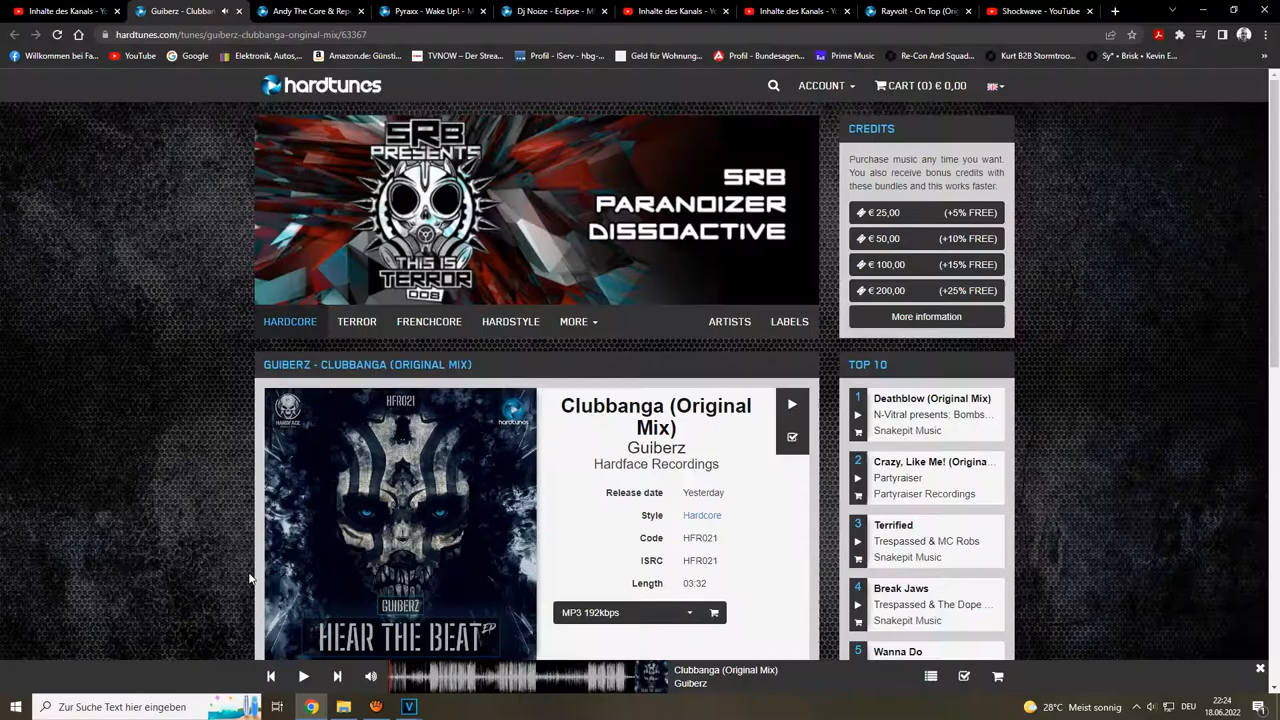 Inhalte des Kanals - Yo
Guiberz - Clubban
Andy The Core & Rep
Pyraxx - Wake Up! - M
Dj Noize - Eclipse - M
Inhalte des Kanals - Yo
Inhalte des Kanals - Yo
Rayvolt - On Top (Orig
Shockwave - YouTube
hardtunes.com/tunes/guiberz-clubbanga-original-mix/63367
Willkommen bei Fa...
YouTube
Google
Elektronik, Autos,...
Amazon.de: Günsti...
TVNOW – Der Strea...
Profil - IServ - hbg-...
Geld für Wohnung...
Profil - Bundesagen...
Prime Music
Re-Con And Squad...
Kurt B2B Stormtroo...
Sy* • Brisk • Kevin E...
»
hardtunes
ACCOUNT
CART (0) € 0,00
SRB
PRESENTS
THIS IS
TERROR
008
SRB
PARANOIZER
DISSOACTIVE
HARDCORE
TERROR
FRENCHCORE
HARDSTYLE
MORE
ARTISTS
LABELS
GUIBERZ - CLUBBANGA (ORIGINAL MIX)
HFR021
HARDFACE
hardtunes
GUIBERZ
HEAR THE BEAT EP
Clubbanga (Original
Mix)
Guiberz
Hardface Recordings
Release date Yesterday
Style Hardcore
Code HFR021
ISRC HFR021
Length 03:32
MP3 192kbps
CREDITS
Purchase music any time you want.
You also receive bonus credits with
these bundles and this works faster.
€ 25,00 (+5% FREE)
€ 50,00 (+10% FREE)
€ 100,00 (+15% FREE)
€ 200,00 (+25% FREE)
More information
TOP 10
1 Deathblow (Original Mix)
N-Vitral presents: Bombs...
Snakepit Music
2 Crazy, Like Me! (Origina...
Partyraiser
Partyraiser Recordings
3 Terrified
Trespassed & MC Robs
Snakepit Music
4 Break Jaws
Trespassed & The Dope ...
Snakepit Music
5 Wanna Do
Clubbanga (Original Mix)
Guiberz
Zur Suche Text hier eingeben
V
28°C Meist sonnig
DEU
22:24
18.06.2022